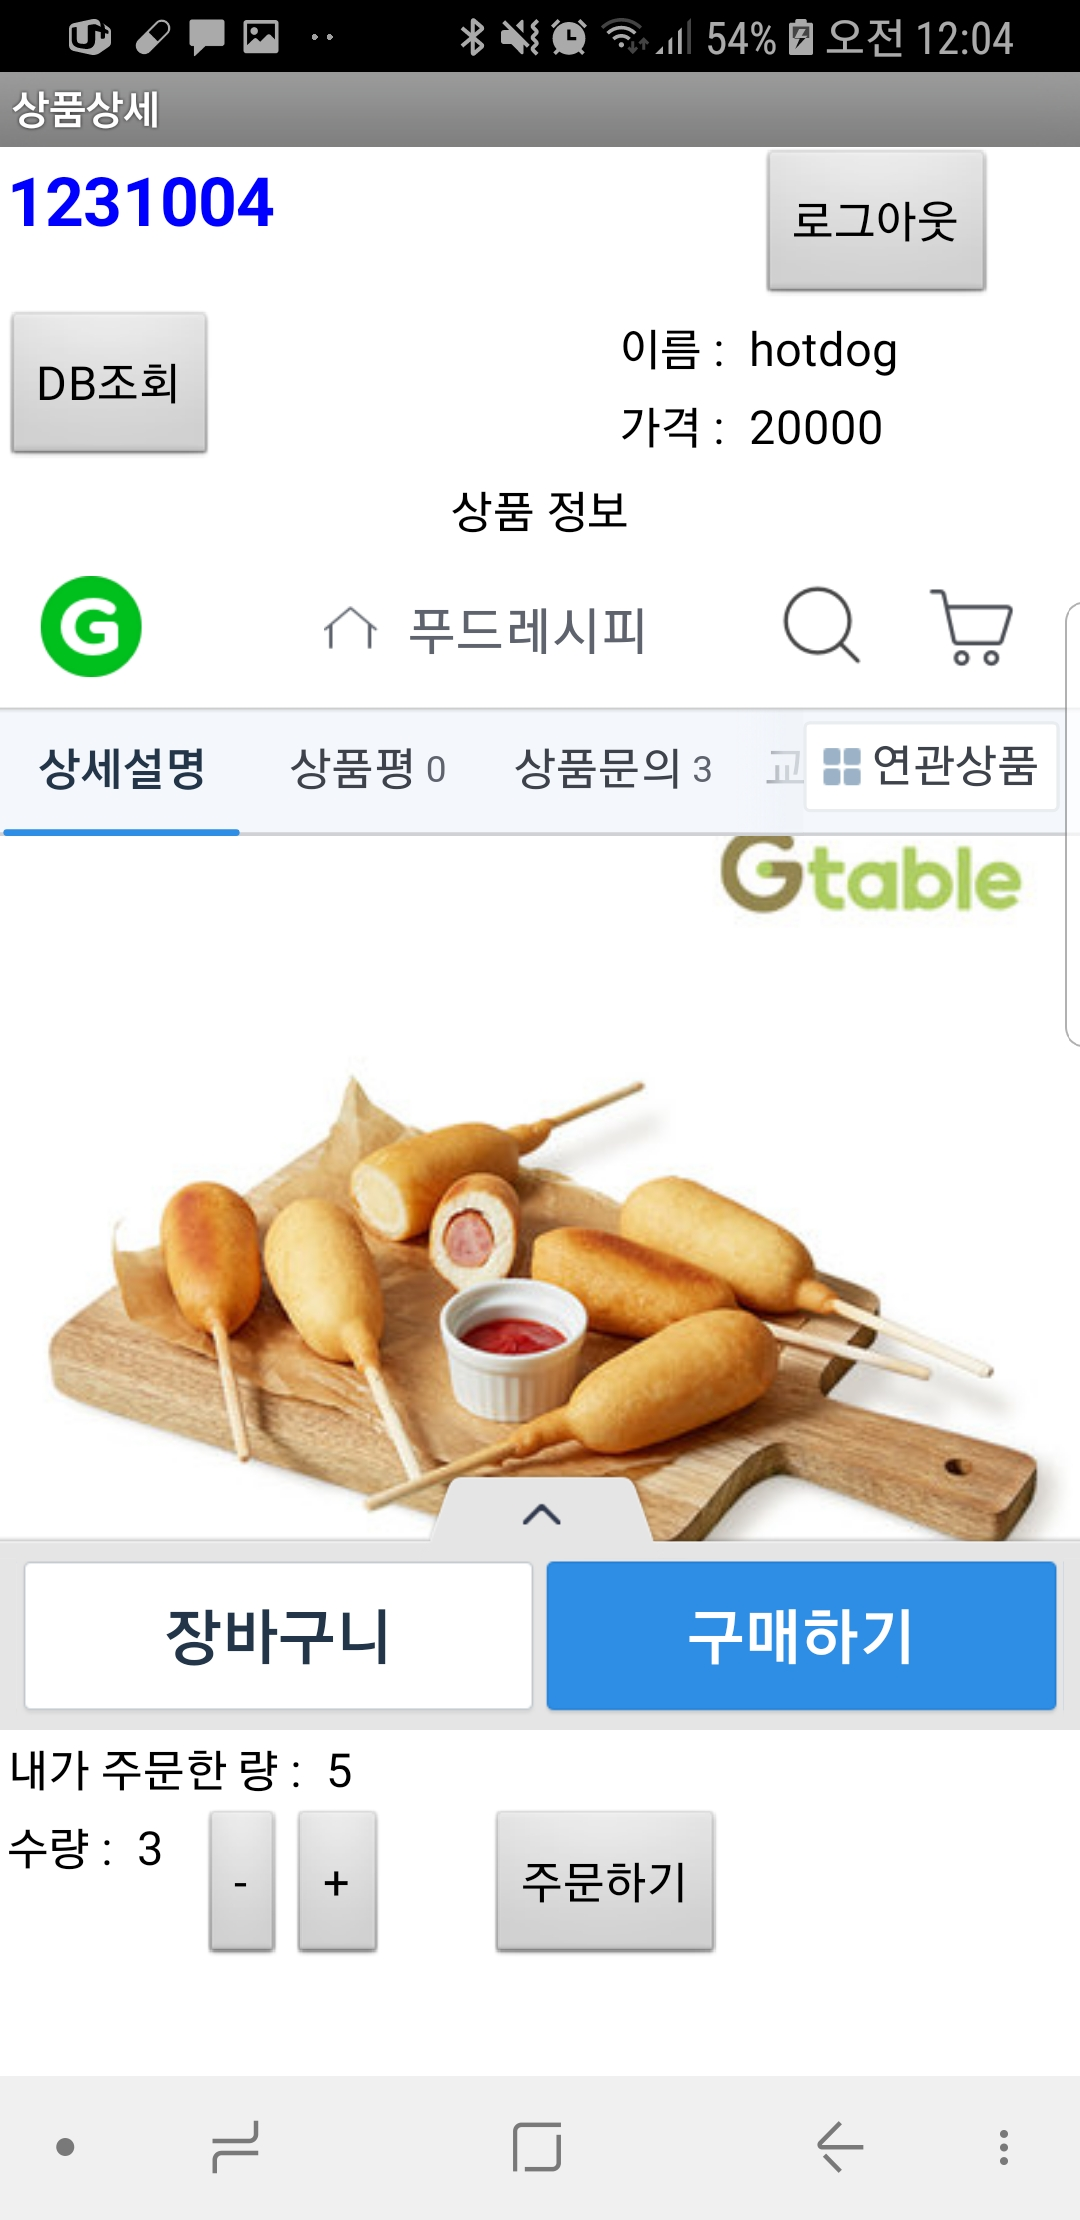 54% 오전 12:04
상품상세
1231004
로그아웃
DB조회
이름 : hotdog
가격 : 20000
상품 정보
G 푸드레시피
상세설명 상품평 0 상품문의 3 교 연관상품
Gtable
장바구니 구매하기
내가 주문한 량 : 5
수량 : 3 - + 주문하기